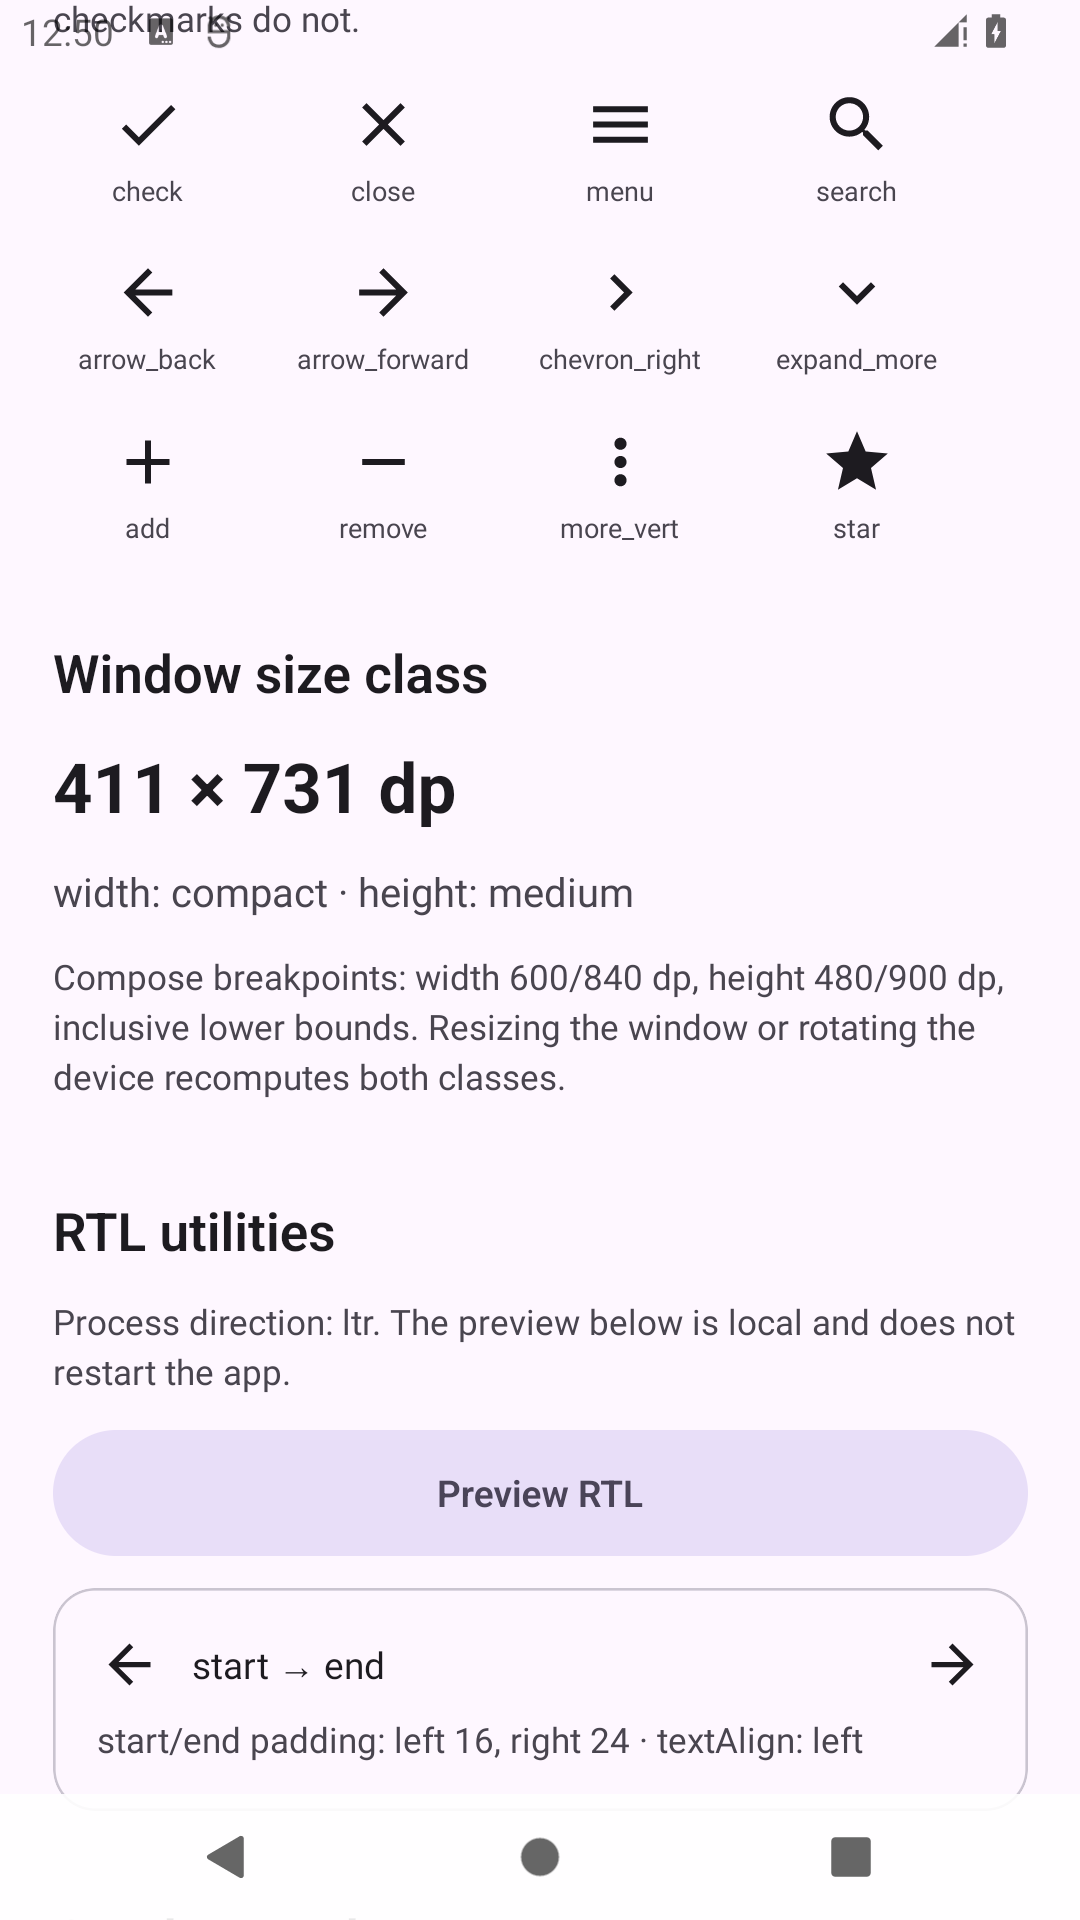 checkmarks do not.
12:50
check close menu search
arrow_back arrow_forward chevron_right expand_more
add remove more_vert star
Window size class
411 × 731 dp
width: compact · height: medium
Compose breakpoints: width 600/840 dp, height 480/900 dp,
inclusive lower bounds. Resizing the window or rotating the
device recomputes both classes.
RTL utilities
Process direction: ltr. The preview below is local and does not
restart the app.
Preview RTL
start → end
start/end padding: left 16, right 24 · textAlign: left